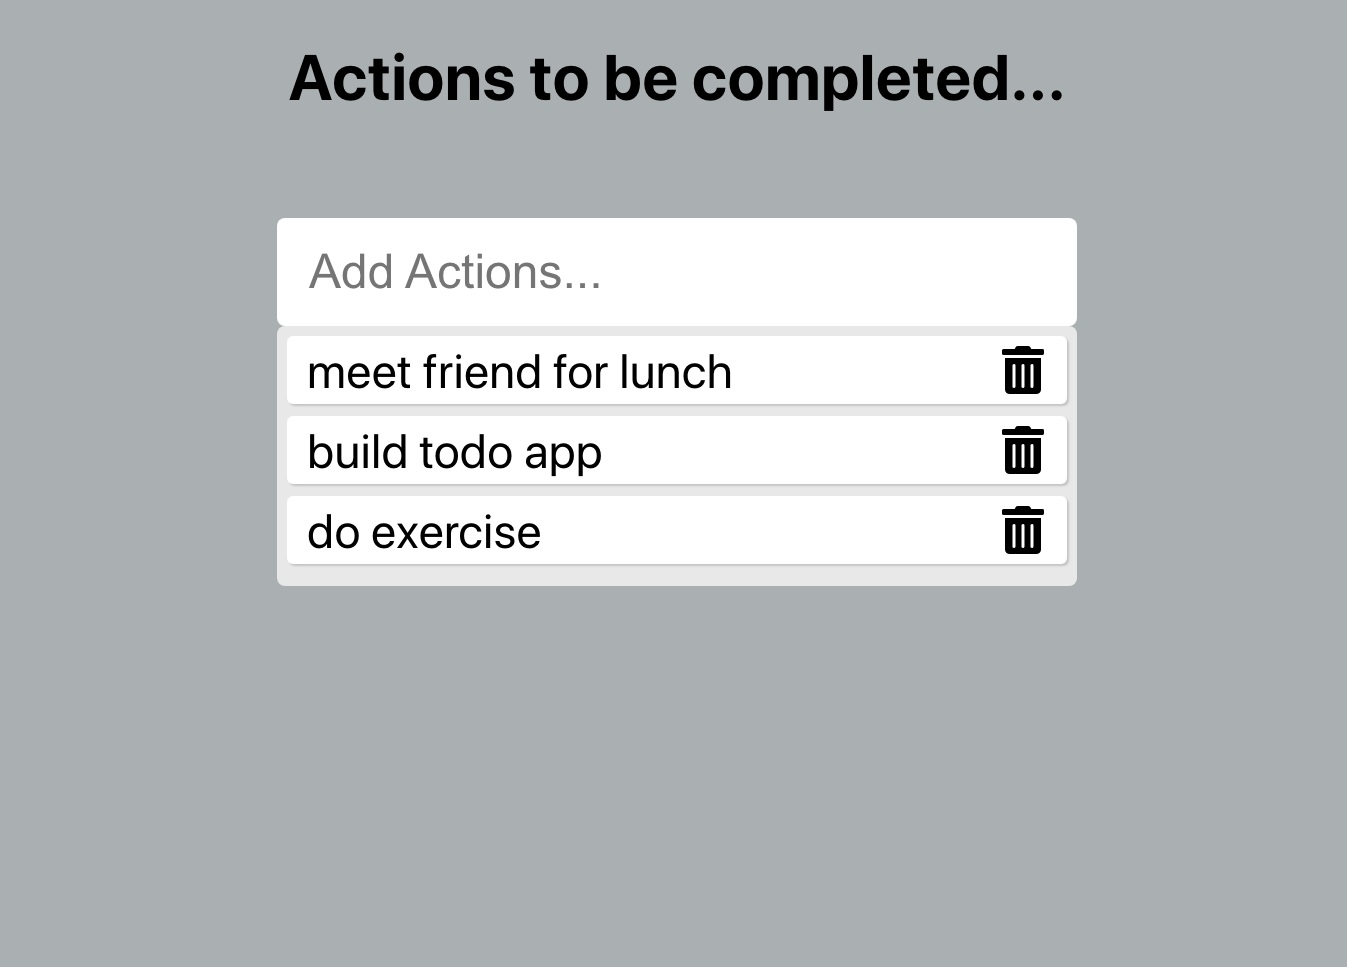 Actions to be completed...
Add Actions...
meet friend for lunch
build todo app
do exercise